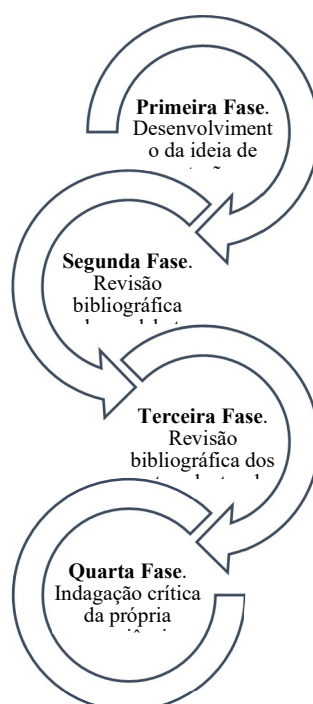 Primeira Fase.
Desenvolviment
o da ideia de
Segunda Fase.
Revisão
bibliográfica
Terceira Fase.
Revisão
bibliográfica dos
Quarta Fase.
Indagação crítica
da própria